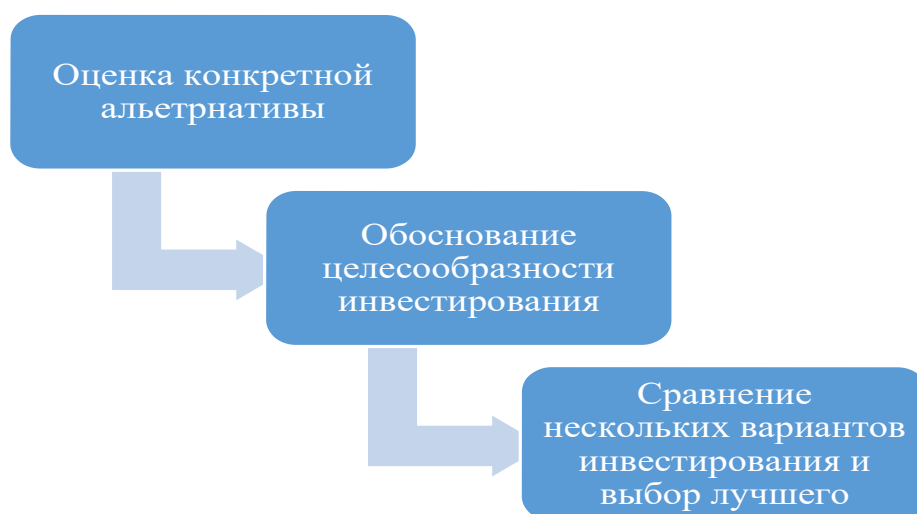 Оценка конкретной
альетрнативы
Обоснование
целесообразности
инвестирования
Сравнение
нескольких вариантов
инвестирования и
выбор лучшего